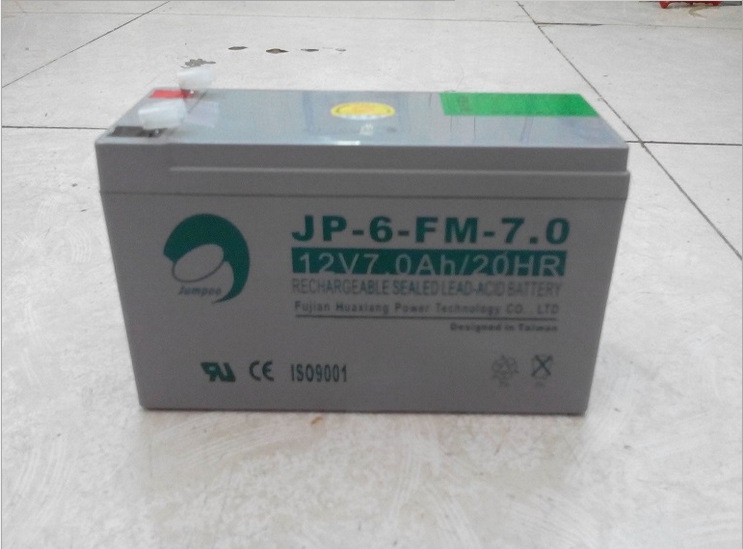 JP-6-FM-7.0
12V7.0Ah/20HR
RECHARGEABLE SEALED LEAD-ACID BATTERY
Fujian Huaxiang Power Technology CO., LTD
Designed in Taiwan
Jumpoo
CE ISO9001